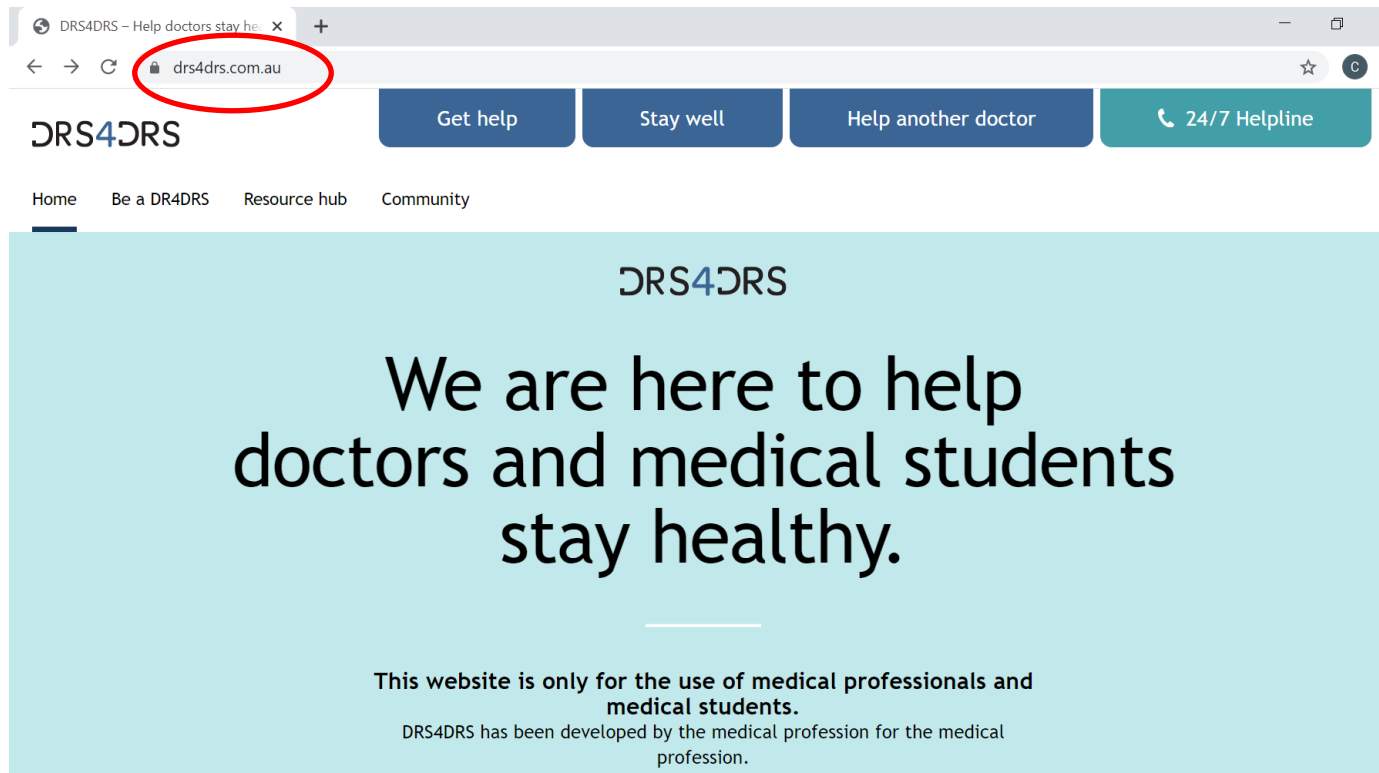 DRS4DRS – Help doctors stay he
drs4drs.com.au
C
DRS4DRS
Get help
Stay well
Help another doctor
24/7 Helpline
Home
Be a DR4DRS
Resource hub
Community
DRS4DRS
We are here to help
doctors and medical students
stay healthy.
This website is only for the use of medical professionals and
medical students.
DRS4DRS has been developed by the medical profession for the medical
profession.